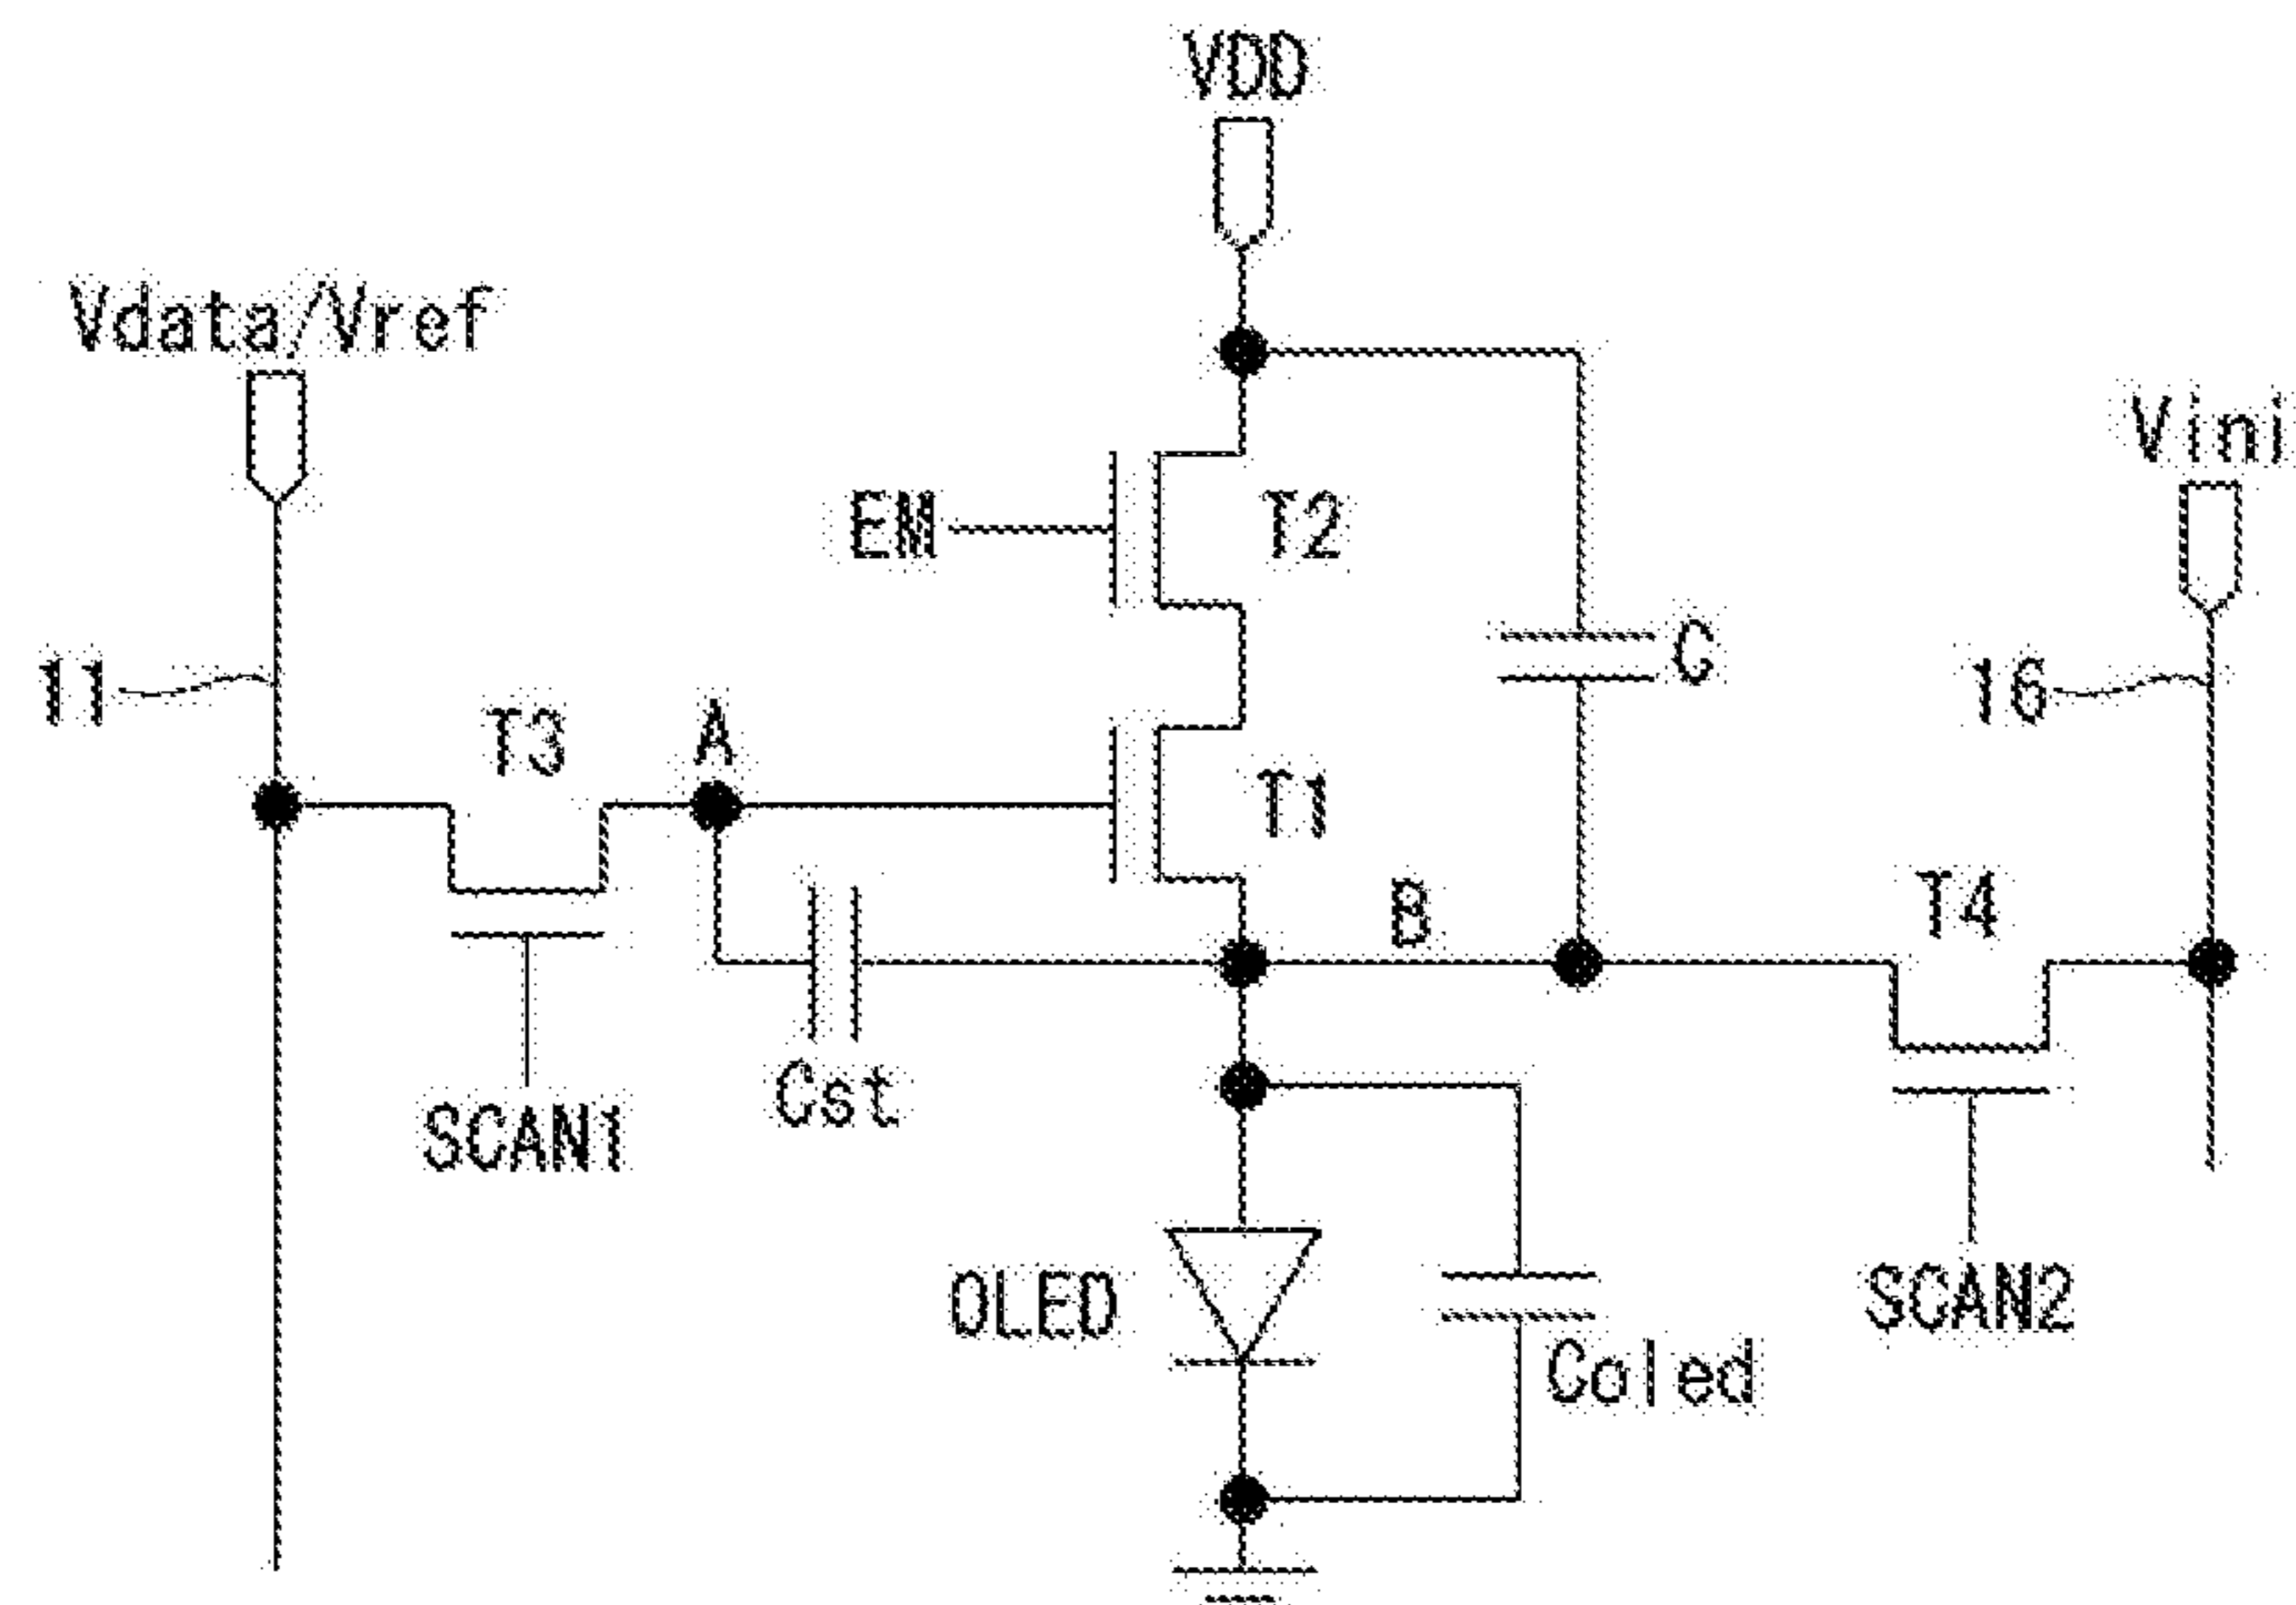 VDD
Vdata/Vref
Vini
EM
T2
11
T3
A
C
16
T1
B
T4
Cst
SCAN1
OLED
SCAN2
Coled